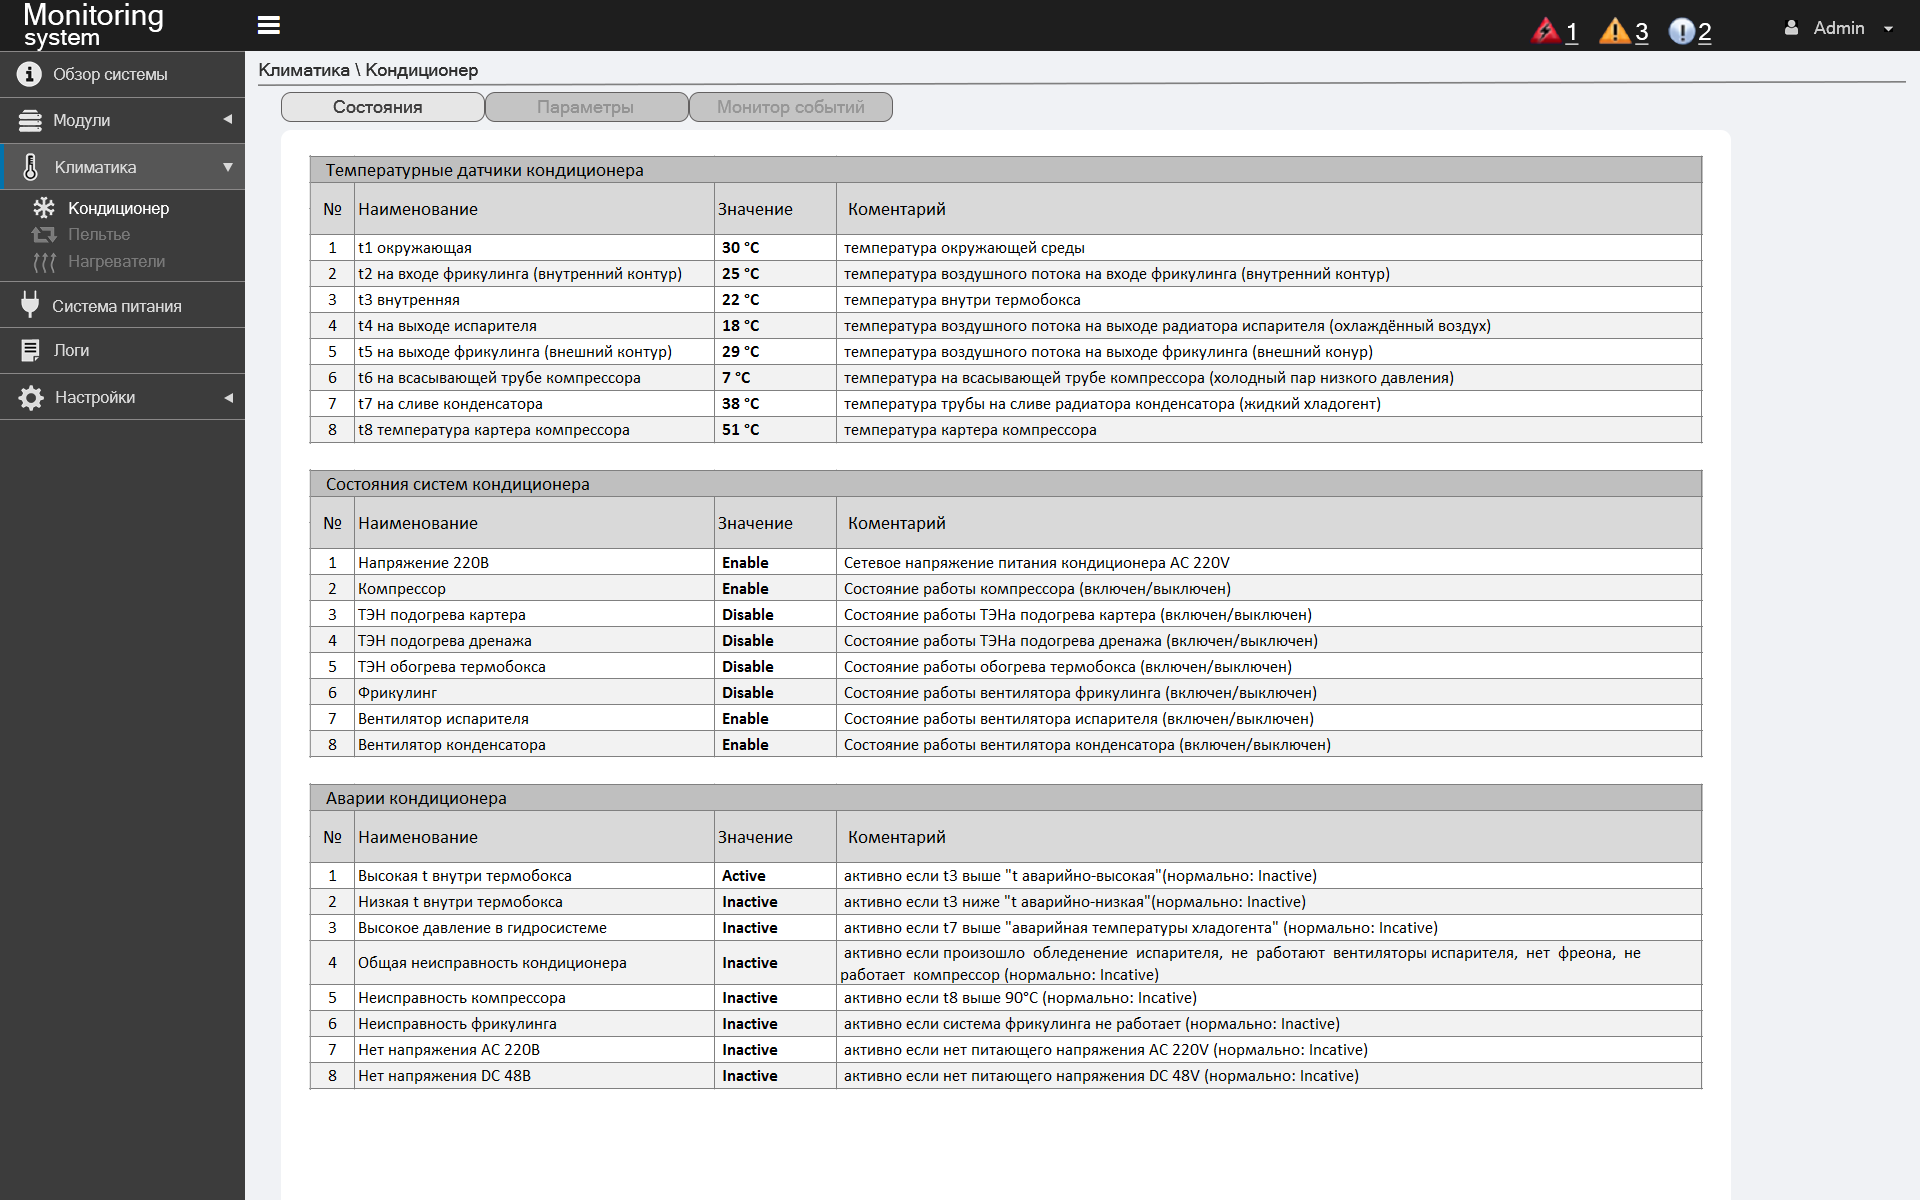 Monitoring
system
1
3
2
Admin
Обзор системы
Модули
Климатика
Кондиционер
Пельтье
Нагреватели
Система питания
Логи
Настройки
Климатика \ Кондиционер
Состояния Параметры Монитор событий
Температурные датчики кондиционера
№ Наименование Значение Коментарий
1 t1 окружающая 30 °C температура окружающей среды
2 t2 на входе фрикулинга (внутренний контур) 25 °C температура воздушного потока на входе фрикулинга (внутренний контур)
3 t3 внутренняя 22 °C температура внутри термобокса
4 t4 на выходе испарителя 18 °C температура воздушного потока на выходе радиатора испарителя (охлаждённый воздух)
5 t5 на выходе фрикулинга (внешний контур) 29 °C температура воздушного потока на выходе фрикулинга (внешний конур)
6 t6 на всасывающей трубе компрессора 7 °C температура на всасывающей трубе компрессора (холодный пар низкого давления)
7 t7 на сливе конденсатора 38 °C температура трубы на сливе радиатора конденсатора (жидкий хладогент)
8 t8 температура картера компрессора 51 °C температура картера компрессора
Состояния систем кондиционера
№ Наименование Значение Коментарий
1 Напряжение 220В Enable Сетевое напряжение питания кондиционера AC 220V
2 Компрессор Enable Состояние работы компрессора (включен/выключен)
3 ТЭН подогрева картера Disable Состояние работы ТЭНа подогрева картера (включен/выключен)
4 ТЭН подогрева дренажа Disable Состояние работы ТЭНа подогрева дренажа (включен/выключен)
5 ТЭН обогрева термобокса Disable Состояние работы обогрева термобокса (включен/выключен)
6 Фрикулинг Disable Состояние работы вентилятора фрикулинга (включен/выключен)
7 Вентилятор испарителя Enable Состояние работы вентилятора испарителя (включен/выключен)
8 Вентилятор конденсатора Enable Состояние работы вентилятора конденсатора (включен/выключен)
Аварии кондиционера
№ Наименование Значение Коментарий
1 Высокая t внутри термобокса Active активно если t3 выше "t аварийно-высокая"(нормально: Inactive)
2 Низкая t внутри термобокса Inactive активно если t3 ниже "t аварийно-низкая"(нормально: Inactive)
3 Высокое давление в гидросистеме Inactive активно если t7 выше "аварийная температуры хладогента" (нормально: Incative)
4 Общая неисправность кондиционера Inactive активно если произошло обледенение испарителя, не работают вентиляторы испарителя, нет фреона, не
работает компрессор (нормально: Incative)
5 Неисправность компрессора Inactive активно если t8 выше 90°C (нормально: Incative)
6 Неисправность фрикулинга Inactive активно если система фрикулинга не работает (нормально: Inactive)
7 Нет напряжения AC 220В Inactive активно если нет питающего напряжения AC 220V (нормально: Incative)
8 Нет напряжения DC 48В Inactive активно если нет питающего напряжения DC 48V (нормально: Incative)